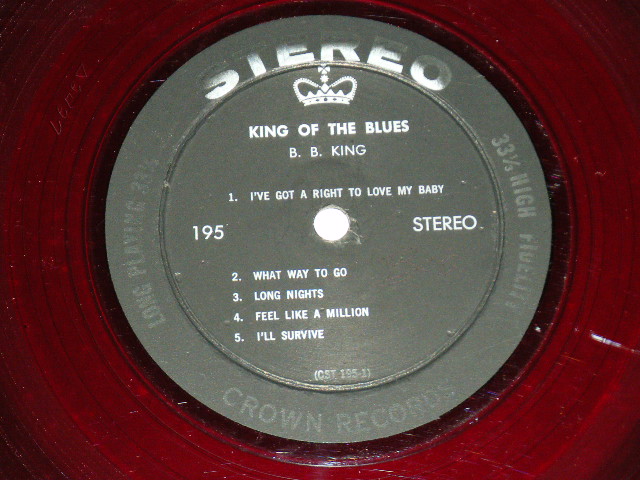 STEREO
KING OF THE BLUES
B. B. KING
1. I'VE GOT A RIGHT TO LOVE MY BABY
195
STEREO
2. WHAT WAY TO GO
3. LONG NIGHTS
4. FEEL LIKE A MILLION
5. I'LL SURVIVE
(CST 195-1)
LONG PLAYING 33⅓
33⅓ HIGH FIDELITY
CROWN RECORDS